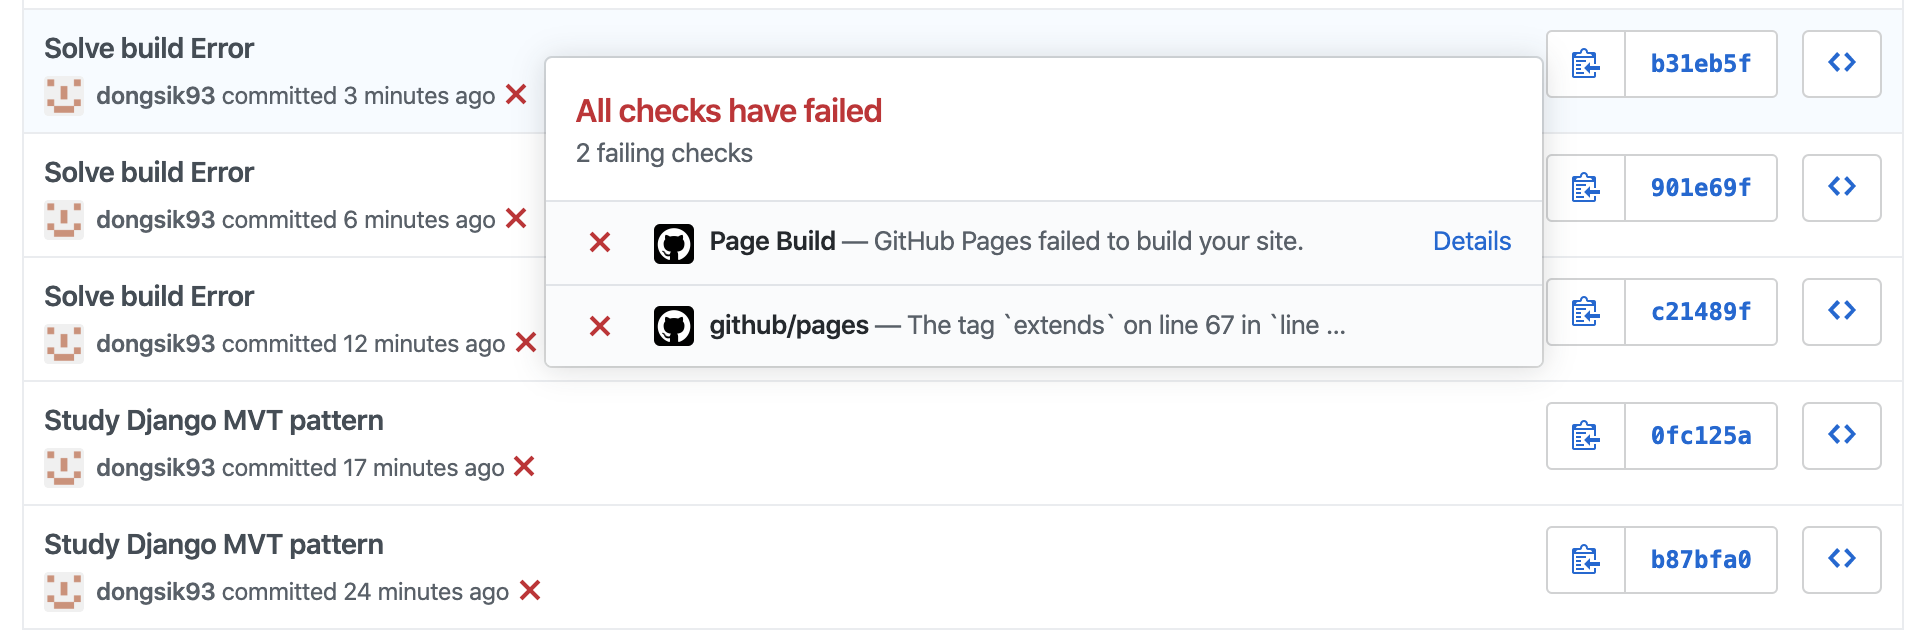 Solve build Error
dongsik93 committed 3 minutes ago
b31eb5f
All checks have failed
2 failing checks
Solve build Error
dongsik93 committed 6 minutes ago
901e69f
Page Build — GitHub Pages failed to build your site.
Details
Solve build Error
dongsik93 committed 12 minutes ago
c21489f
github/pages — The tag `extends` on line 67 in `line ...
Study Django MVT pattern
dongsik93 committed 17 minutes ago
0fc125a
Study Django MVT pattern
dongsik93 committed 24 minutes ago
b87bfa0